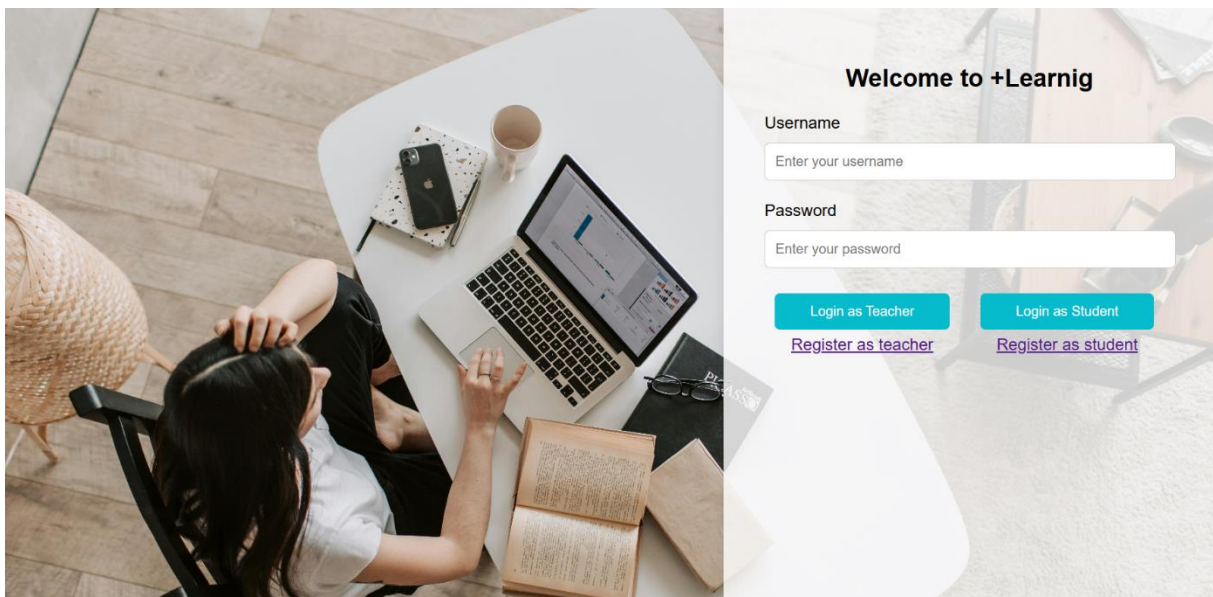 Welcome to +Learnig
Username
Enter your username
Password
Enter your password
Login as Teacher Login as Student
Register as teacher Register as student